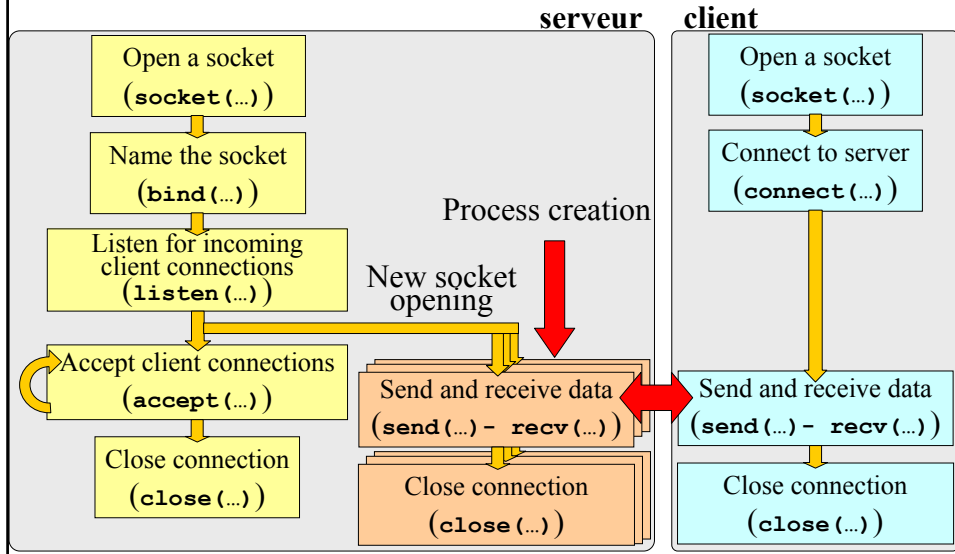 serveur
client
Open a socket
(socket(…))
Name the socket
(bind(…))
Listen for incoming
client connections
(listen(…))
Accept client connections
(accept(…))
Close connection
(close(…))
Process creation
New socket
opening
Send and receive data
(send(…)- recv(…))
Close connection
(close(…))
Open a socket
(socket(…))
Connect to server
(connect(…))
Send and receive data
(send(…)- recv(…))
Close connection
(close(…))